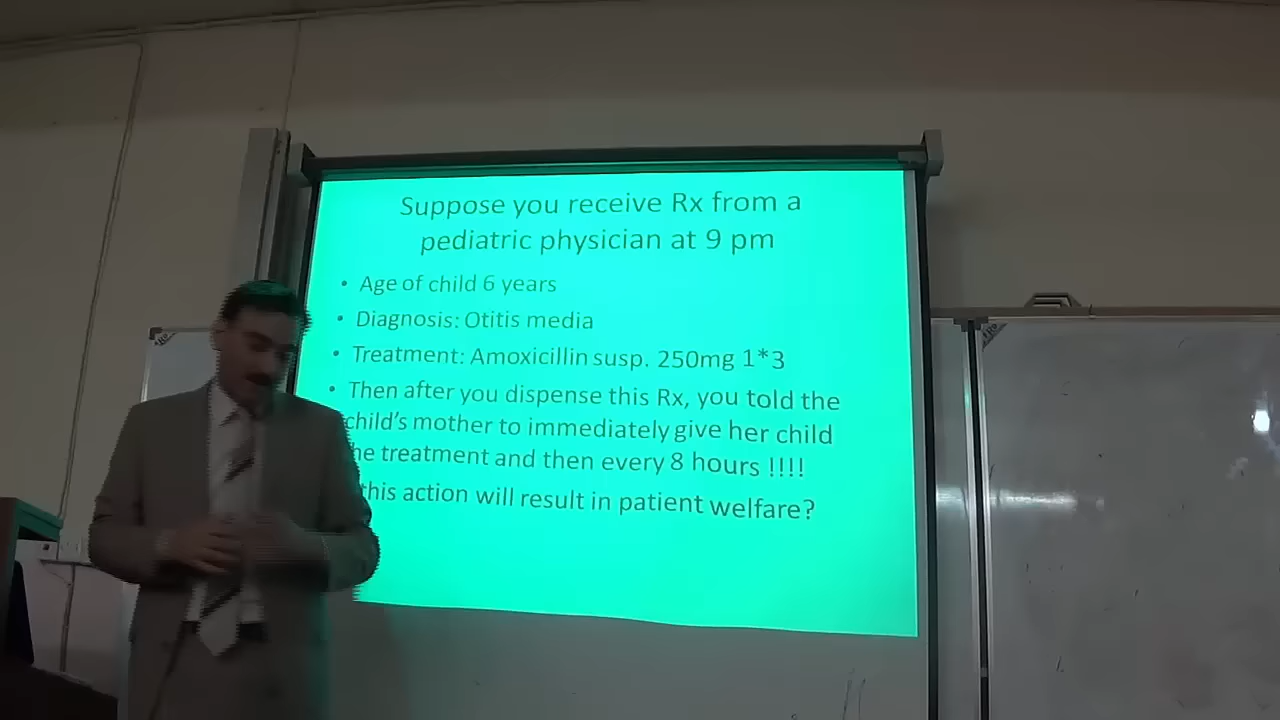 Suppose you receive Rx from a
pediatric physician at 9 pm
• Age of child 6 years
• Diagnosis: Otitis media
• Treatment: Amoxicillin susp. 250mg 1*3
• Then after you dispense this Rx, you told the
child's mother to immediately give her child
he treatment and then every 8 hours !!!!
this action will result in patient welfare?